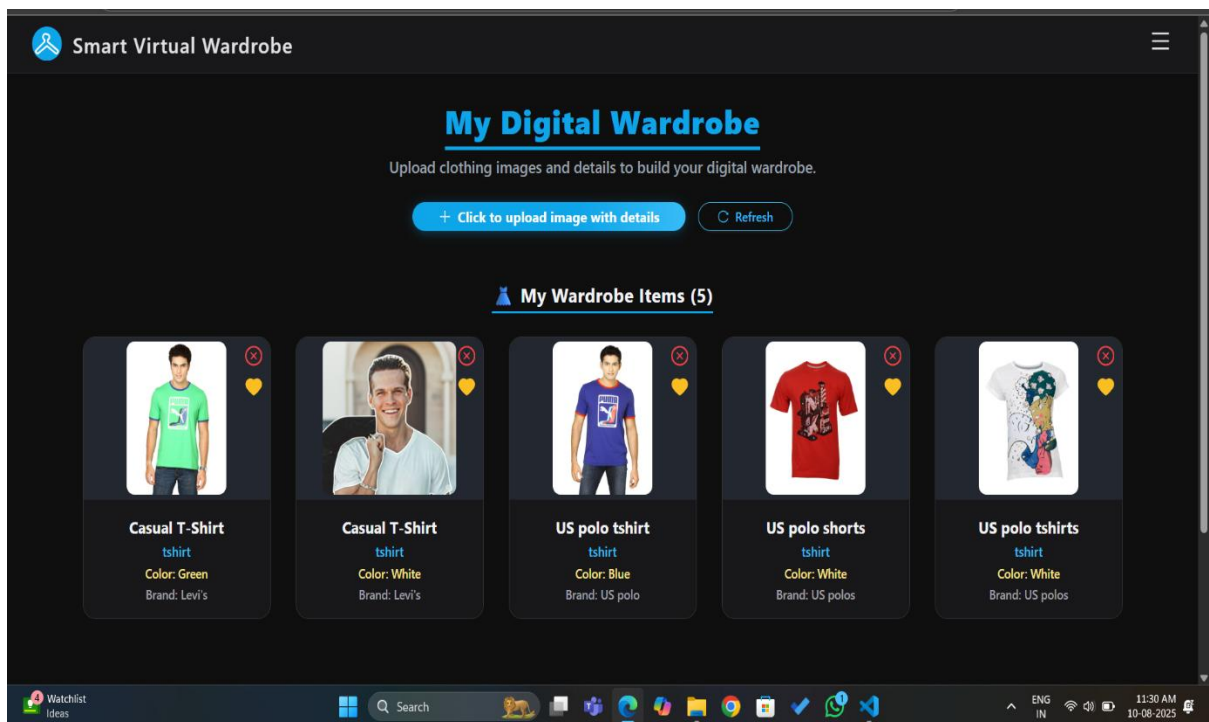 Smart Virtual Wardrobe
My Digital Wardrobe
Upload clothing images and details to build your digital wardrobe.
+ Click to upload image with details
Refresh
My Wardrobe Items (5)
Casual T-Shirt
tshirt
Color: Green
Brand: Levi's
Casual T-Shirt
tshirt
Color: White
Brand: Levi's
PUMA
US polo tshirt
tshirt
Color: Blue
Brand: US polo
US polo shorts
tshirt
Color: White
Brand: US polos
US polo tshirts
tshirt
Color: White
Brand: US polos
4
Watchlist
Ideas
Search
1
ENG
IN
11:30 AM
10-08-2025